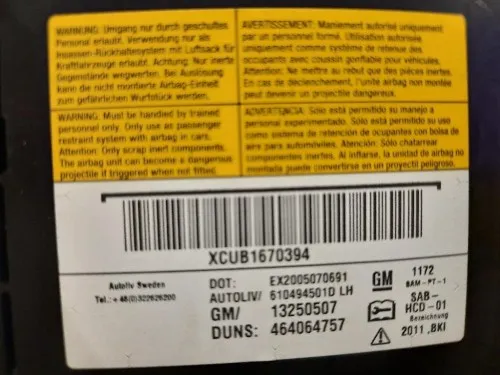 WARNUNG: Umgang nur durch geschultes
Personal erlaubt. Verwendung nur als
Insassen-Rückhaltesystem mit Luftsack für
Kraftfahrzeuge erlaubt. Achtung: Nur inerte
Gegenstände wegwerfen. Bei Auslösung
kann die nicht montierte Airbag-Einheit
zum gefährlichen Wurfstück werden.
AVERTISSEMENT: Maniement autorisé uniquement
par un personnel formé. Utilisation autorisé
uniquement comme système de retenue des
occupants avec coussin gonflable pour véhicules.
Attention: Ne mettre au rebut que des pièces inertes.
En cas de déclenchement, l'unité airbag non montée
peut devenir un projectile dangereux.
WARNING: Must be handled by trained
personnel only. Only use as passenger
restraint system with airbag in cars.
Attention: Only scrap inert components.
The airbag unit can become a dangerous
projectile if triggered when not fitted.
ADVERTENCIA: Sólo está permitido su manejo a
personal experimentado. Sólo está permitido su uso
como sistema de retención de ocupantes con bolsa de
aire para automóviles. Atención: Sólo chatarrear
componentes inertes. Al inflarse, la unidad de airbag no
montada puede convertirse en un proyectil peligroso.
XCUB1670394
Autoliv Sweden
Tel.: +46(0)322626200
DOT: EX2005070691
AUTOLIV/ 610494501D LH
GM/ 13250507
DUNS: 464064757
GM 1172
BAM-PT-1
SAB-
HCD-01
Bezeichnung
2011, BKI